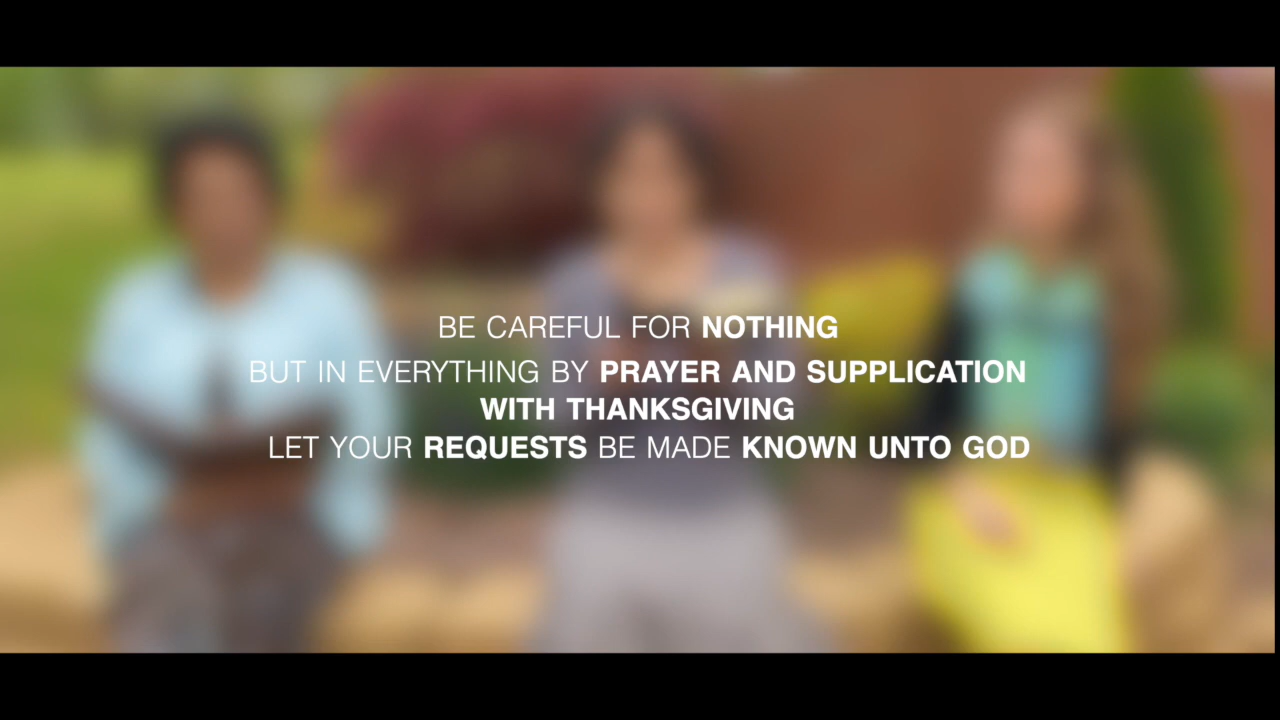 BE CAREFUL FOR NOTHING
BUT IN EVERYTHING BY PRAYER AND SUPPLICATION
WITH THANKSGIVING
LET YOUR REQUESTS BE MADE KNOWN UNTO GOD